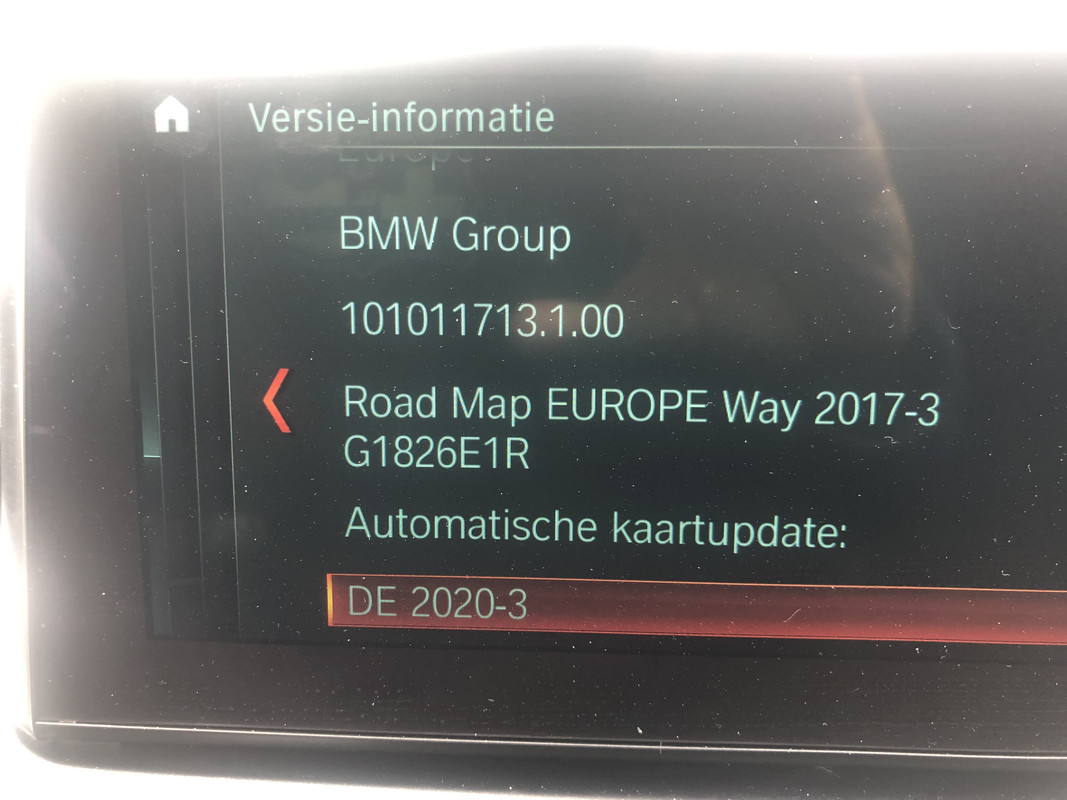 Versie-informatie
Europe
BMW Group
101011713.1.00
Road Map EUROPE Way 2017-3
G1826E1R
Automatische kaartupdate:
DE 2020-3